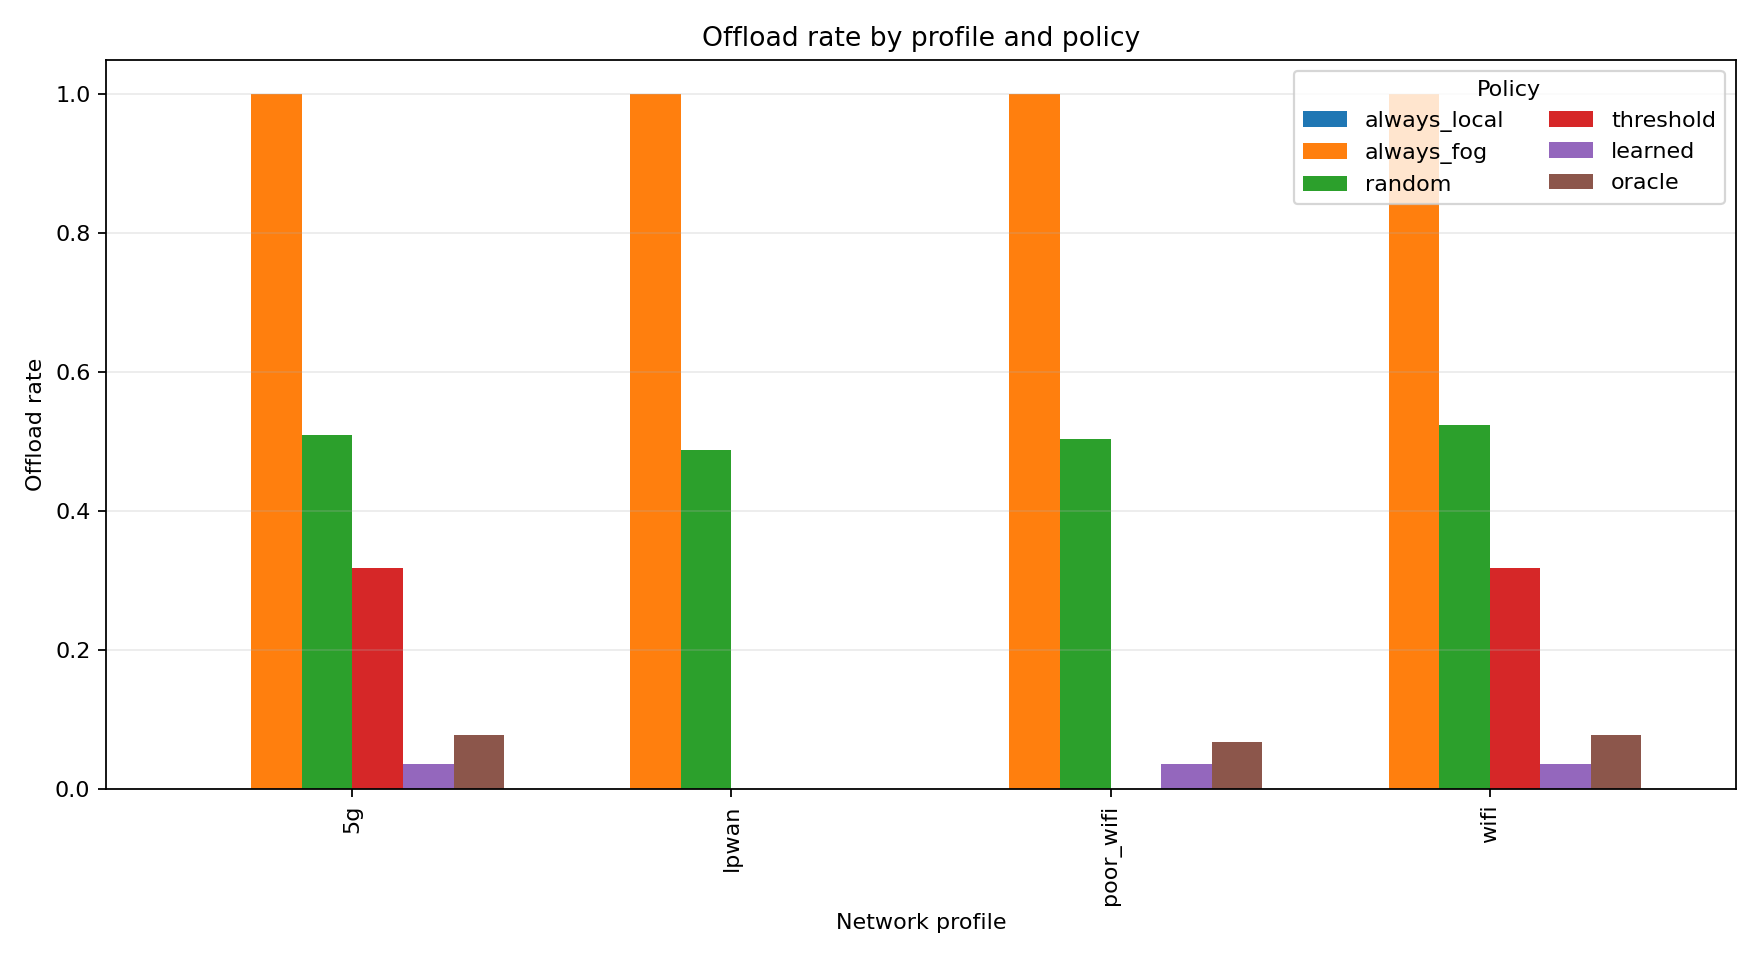 Offload rate by profile and policy
Policy
always_local
always_fog
random
threshold
learned
oracle
Offload rate
1.0
0.8
0.6
0.4
0.2
0.0
5g
lpwan
poor_wifi
wifi
Network profile